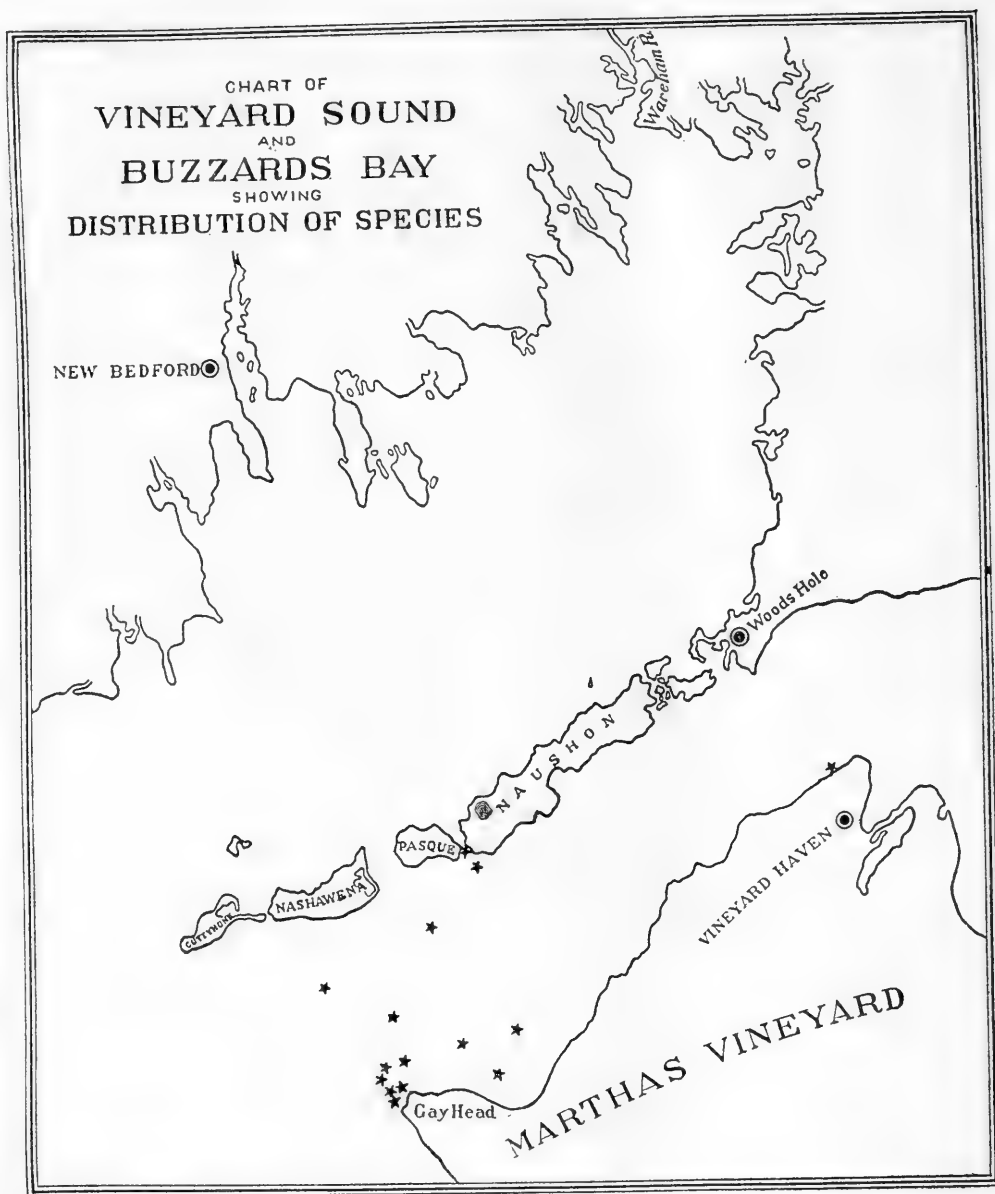 CHART OF
VINEYARD SOUND
AND
BUZZARDS BAY
SHOWING
DISTRIBUTION OF SPECIES
Wareham R.
NEW BEDFORD
Woods Hole
NAUSHON
PASQUE
NASHAWENA
CUTTYHUNK
VINEYARD HAVEN
MARTHAS VINEYARD
Gay Head